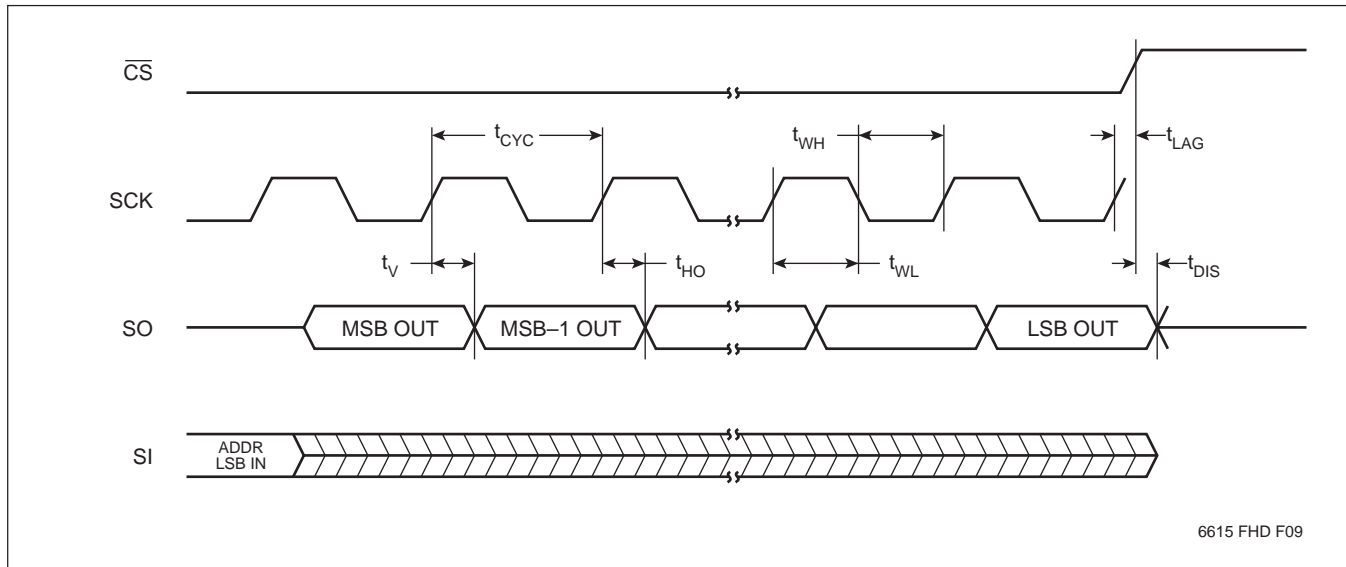 CS
tCYC
tWH
tLAG
SCK
tV
tHO
tWL
tDIS
SO
MSB OUT
MSB–1 OUT
LSB OUT
SI
ADDR
LSB IN
6615 FHD F09